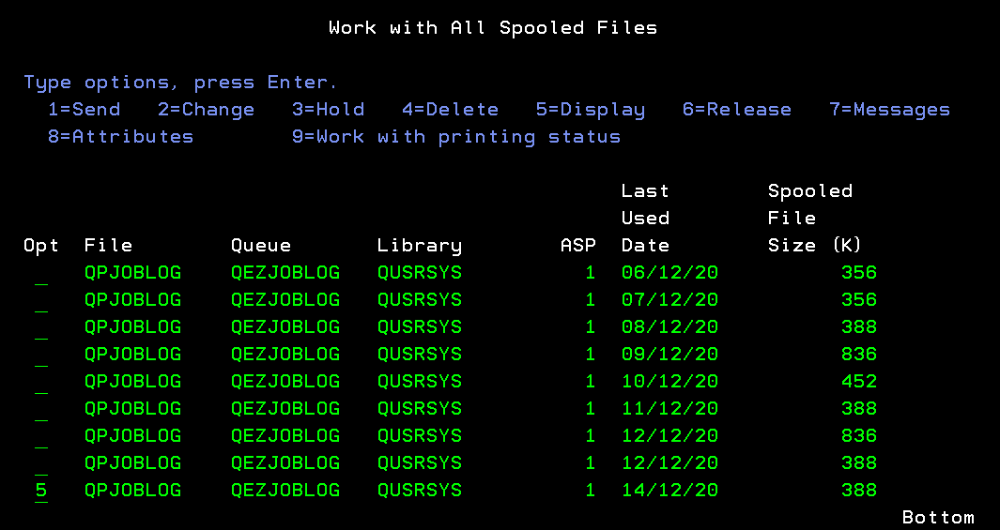 Work with All Spooled Files
Type options, press Enter.
1=Send   2=Change   3=Hold   4=Delete   5=Display   6=Release   7=Messages
8=Attributes        9=Work with printing status
Last        Spooled
Used        File
Opt  File        Queue       Library        ASP  Date        Size (K)
_   QPJOBLOG    QEZJOBLOG   QUSRSYS          1  06/12/20          356
_   QPJOBLOG    QEZJOBLOG   QUSRSYS          1  07/12/20          356
_   QPJOBLOG    QEZJOBLOG   QUSRSYS          1  08/12/20          388
_   QPJOBLOG    QEZJOBLOG   QUSRSYS          1  09/12/20          836
_   QPJOBLOG    QEZJOBLOG   QUSRSYS          1  10/12/20          452
_   QPJOBLOG    QEZJOBLOG   QUSRSYS          1  11/12/20          388
_   QPJOBLOG    QEZJOBLOG   QUSRSYS          1  12/12/20          836
_   QPJOBLOG    QEZJOBLOG   QUSRSYS          1  12/12/20          388
5   QPJOBLOG    QEZJOBLOG   QUSRSYS          1  14/12/20          388
Bottom